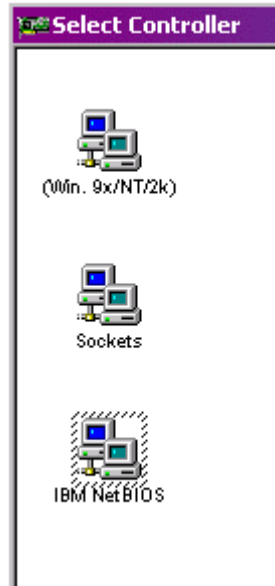 Select Controller
(Win. 9x/NT/2k)
Sockets
IBM NetBIOS